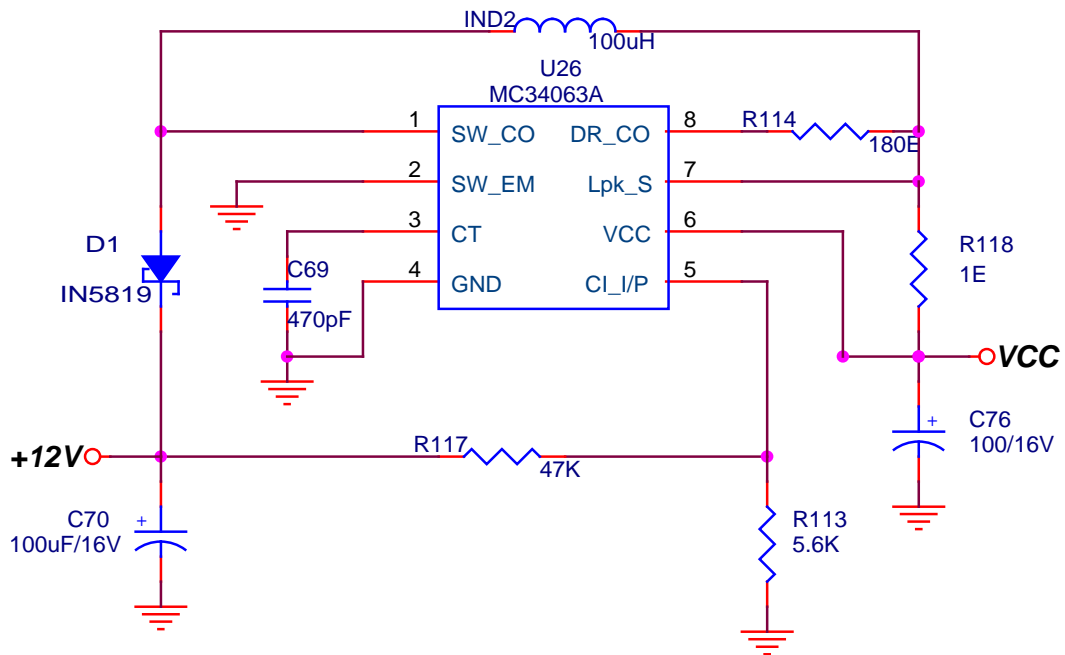 IND2
100uH
U26
MC34063A
1
SW_CO
DR_CO
8
R114
180E
2
SW_EM
Lpk_S
7
3
CT
VCC
6
4
GND
CI_I/P
5
D1
IN5819
C69
470pF
R118
1E
VCC
+12V
R117
47K
C76
+
100/16V
C70
+
100uF/16V
R113
5.6K